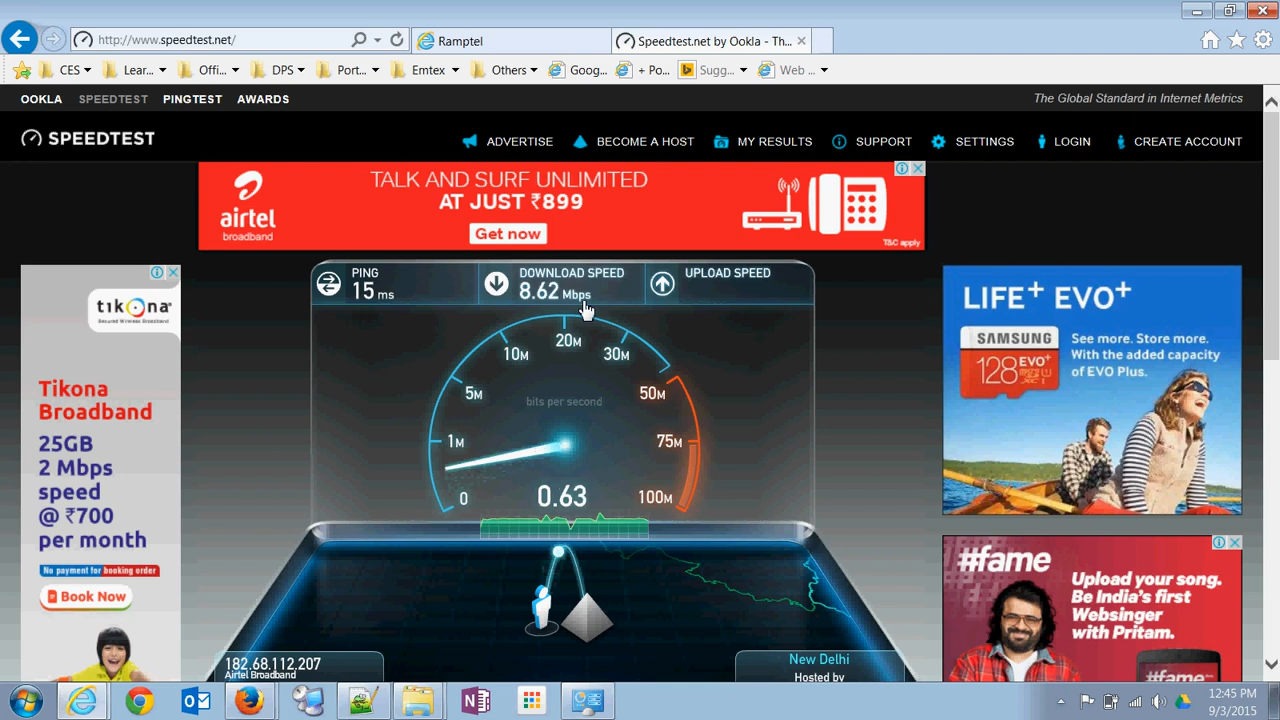 http://www.speedtest.net/
Ramptel
Speedtest.net by Ookla - Th...
CES
Lear...
Offi...
DPS
Port...
Emtex
Others
Goog...
+ Po...
Sugg...
Web ...
OOKLA
SPEEDTEST
PINGTEST
AWARDS
The Global Standard in Internet Metrics
SPEEDTEST
ADVERTISE
BECOME A HOST
MY RESULTS
SUPPORT
SETTINGS
LOGIN
CREATE ACCOUNT
airtel
broadband
TALK AND SURF UNLIMITED
AT JUST ₹899
Get now
T&C apply
tikona
Secured Wireless Broadband
Tikona
Broadband
25GB
2 Mbps
speed
@ ₹700
per month
No payment for booking order
Book Now
PING
15 ms
DOWNLOAD SPEED
8.62 Mbps
UPLOAD SPEED
0
1M
5M
10M
20M
30M
50M
75M
100M
bits per second
0.63
182.68.112.207
Airtel Broadband
New Delhi
Hosted by
LIFE+ EVO+
SAMSUNG
128 EVO+
See more. Store more.
With the added capacity
of EVO Plus.
#fame
Upload your song.
Be India's first
Websinger
with Pritam.
#fame
12:45 PM
9/3/2015